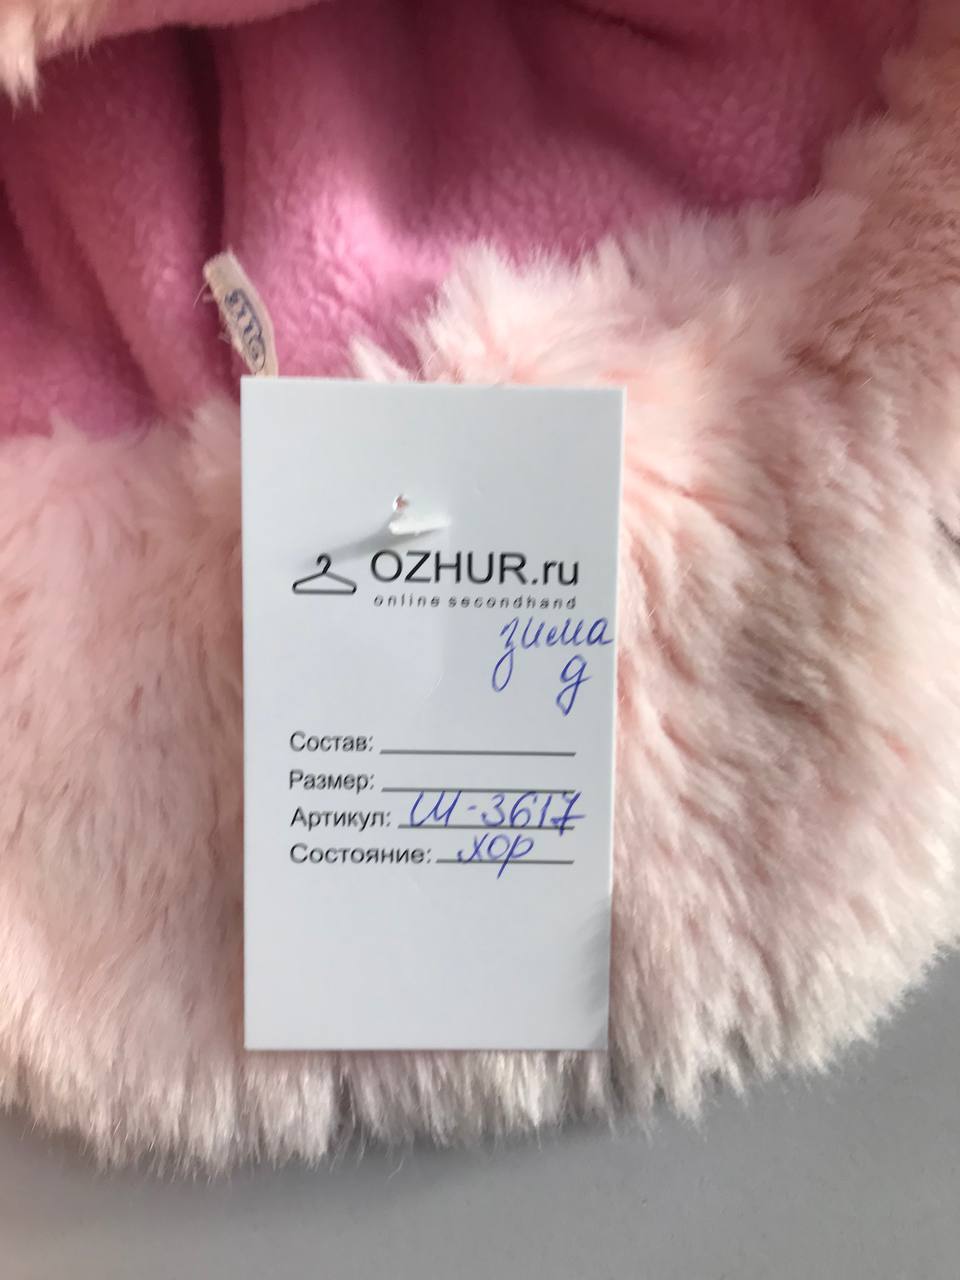 OZHUR.ru
online secondhand
зима
д
Состав:
Размер:
Артикул: Ш-3617
Состояние: хор